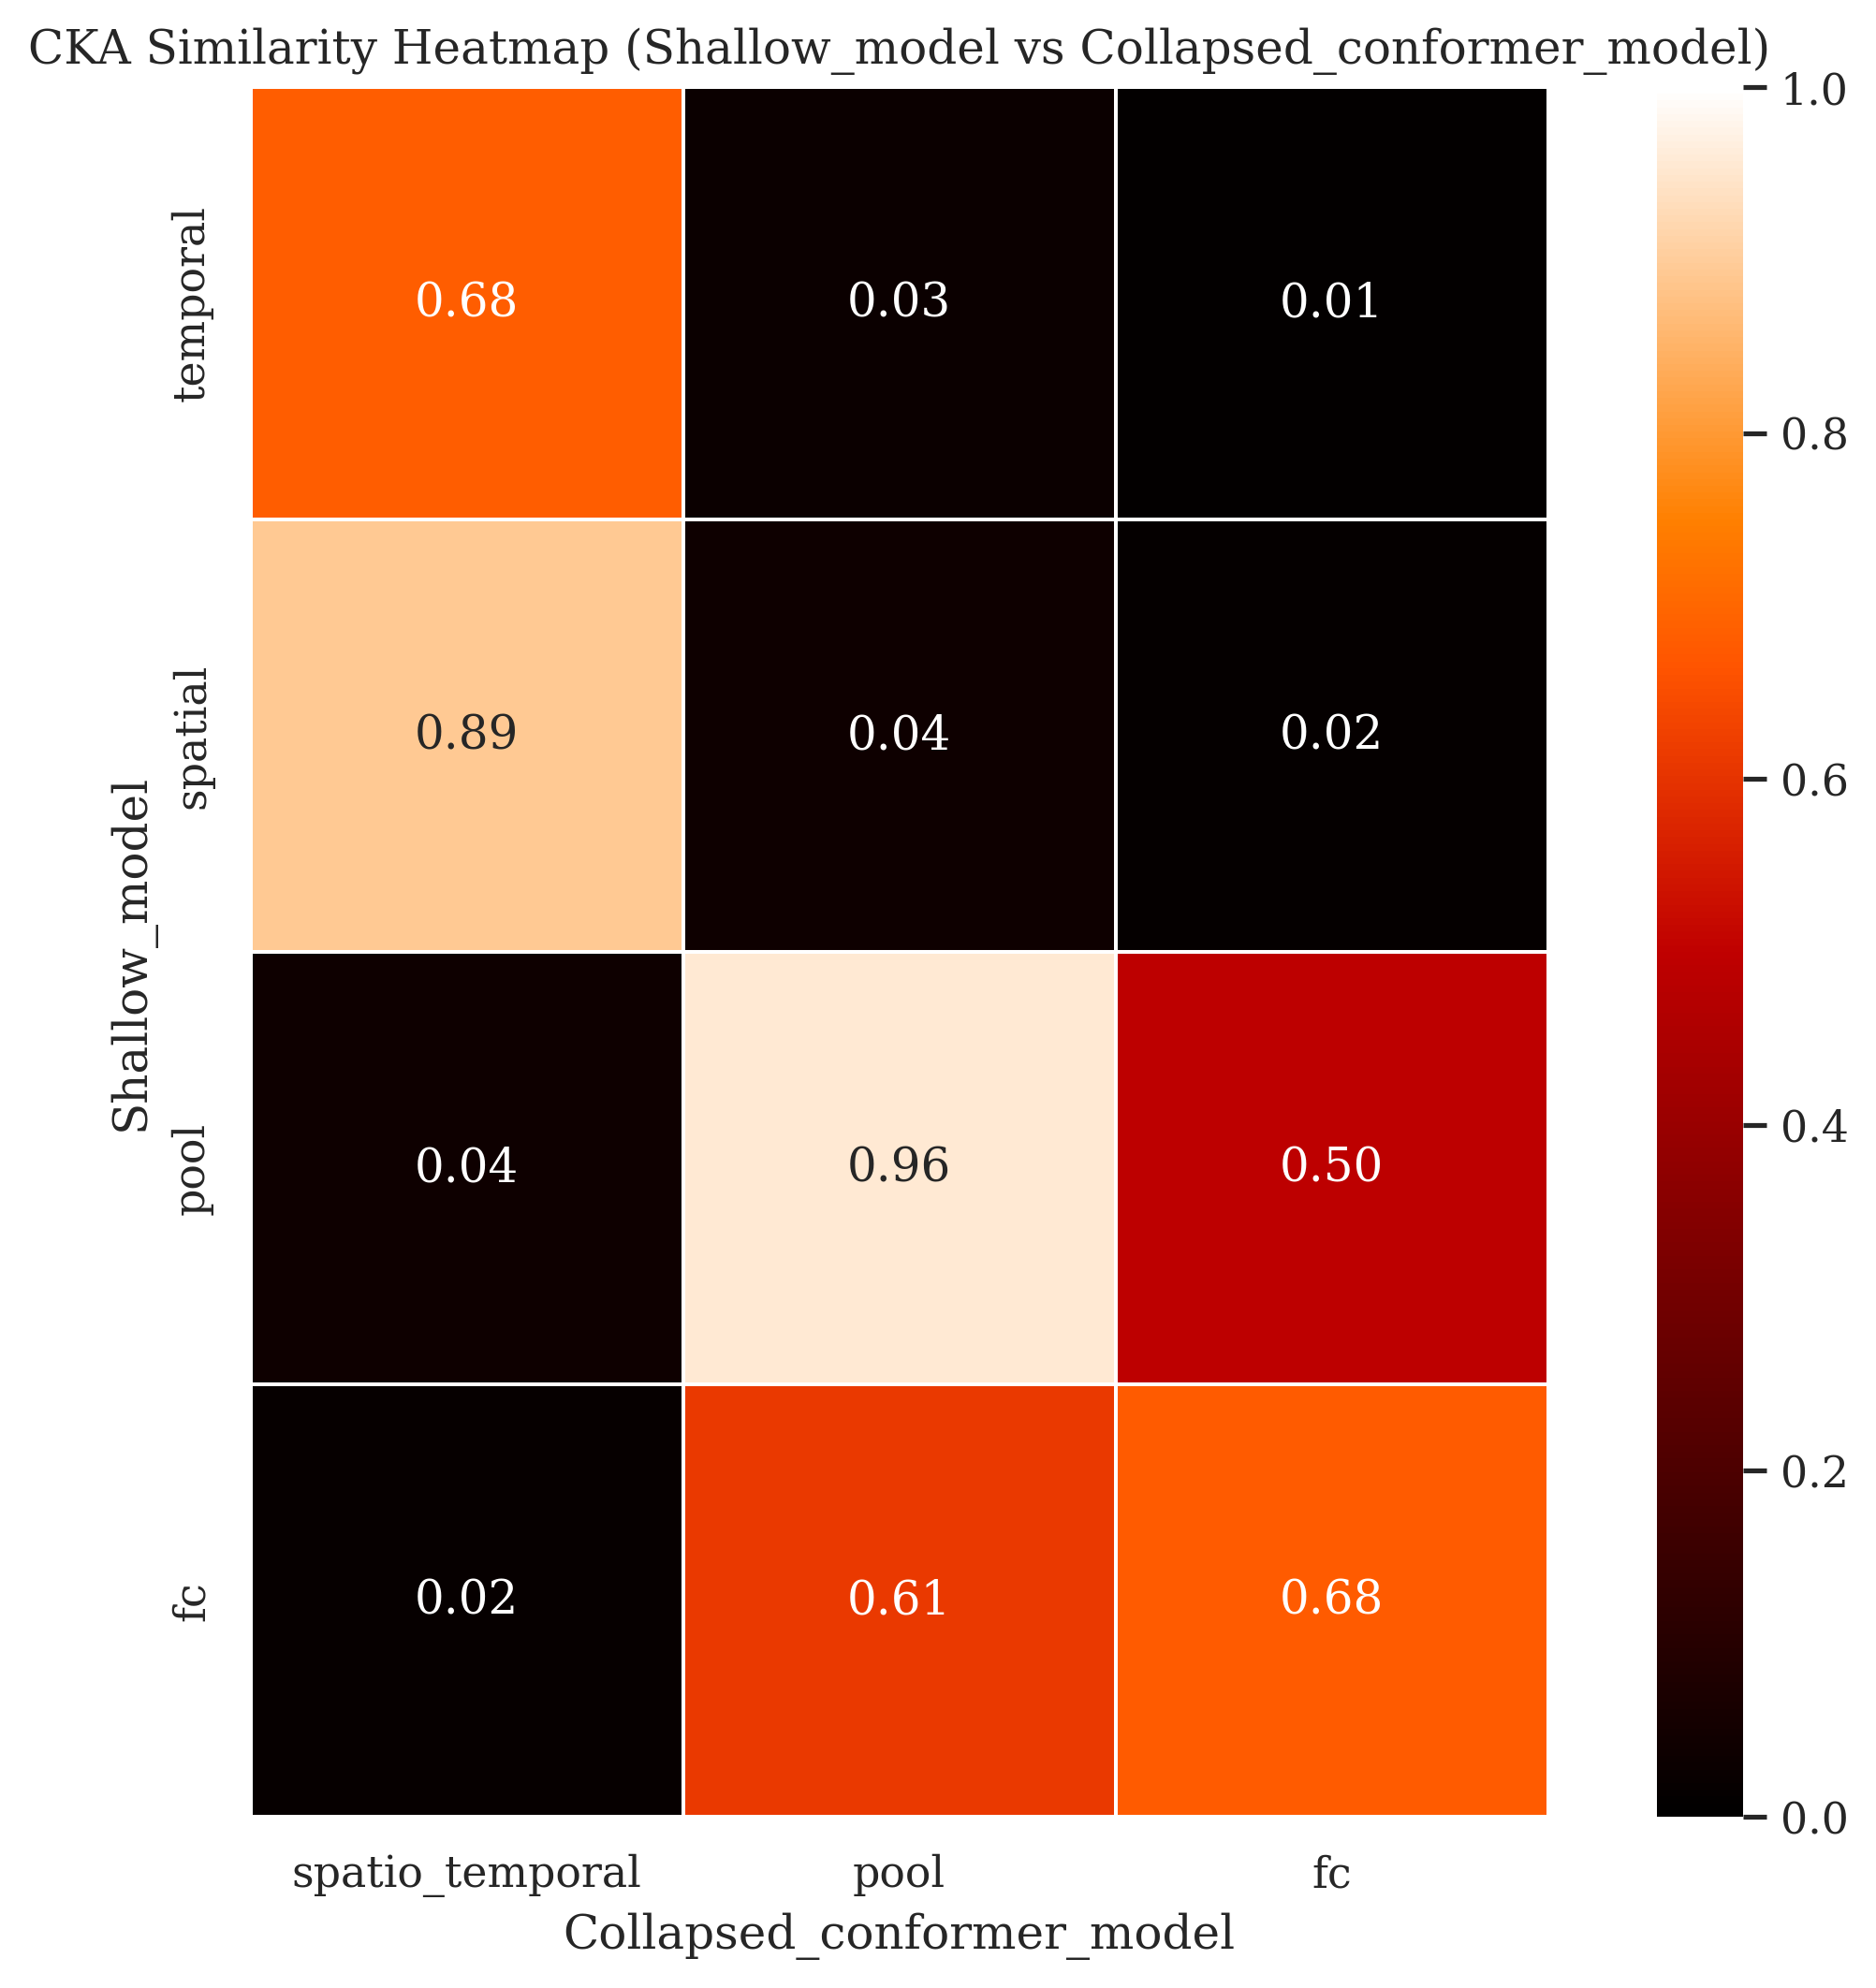 CKA Similarity Heatmap (Shallow_model vs Collapsed_conformer_model)
Shallow_model
temporal
0.68 0.03 0.01
spatial
0.89 0.04 0.02
pool
0.04 0.96 0.50
fc
0.02 0.61 0.68
spatio_temporal pool fc
Collapsed_conformer_model
1.0
0.8
0.6
0.4
0.2
0.0